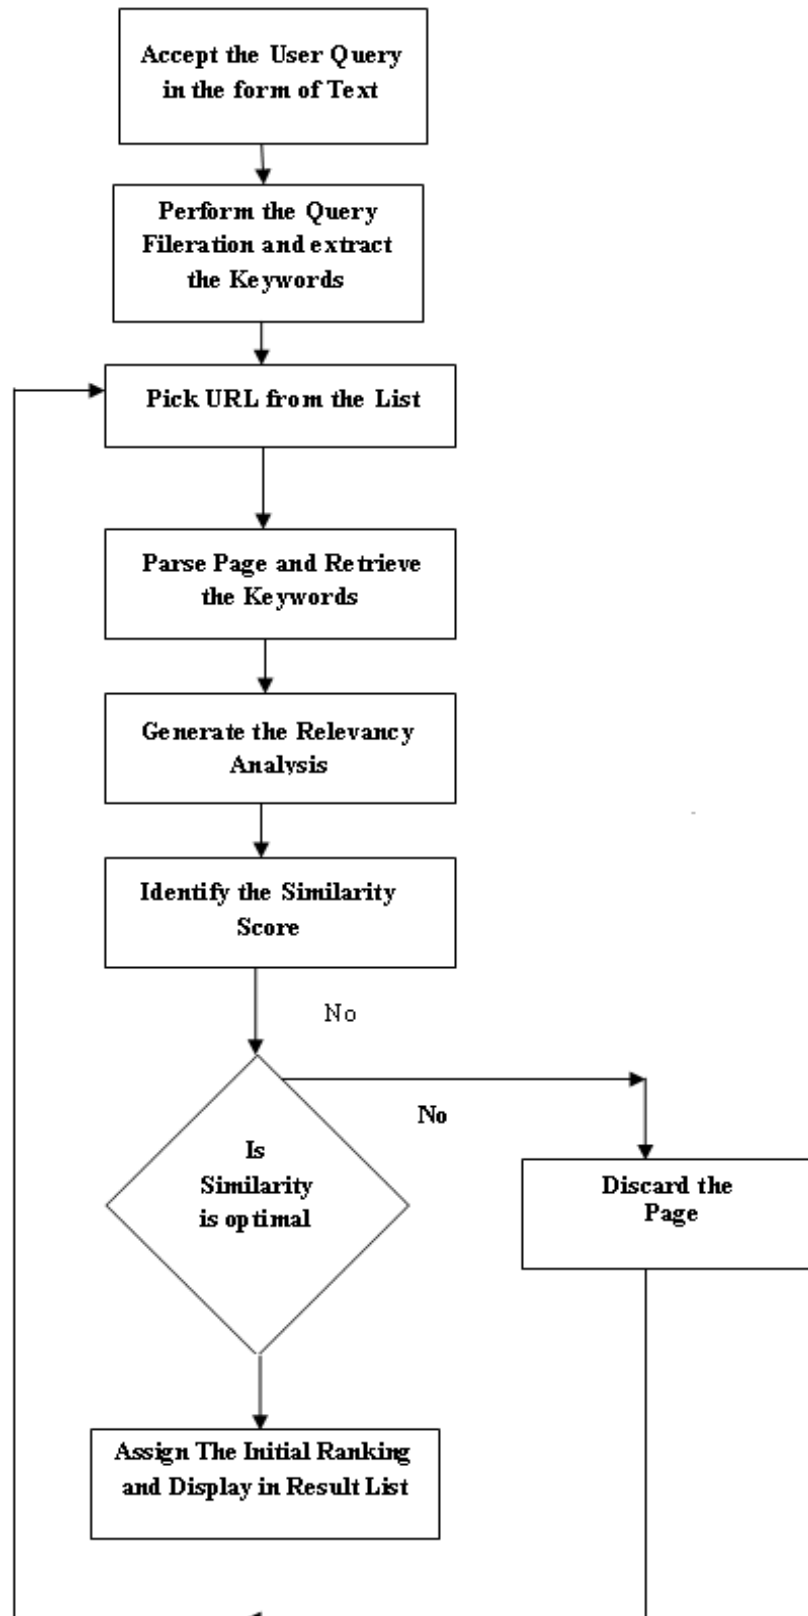 Accept the User Query
in the form of Text
Perform the Query
Fileration and extract
the Keywords
Pick URL from the List
Parse Page and Retrieve
the Keywords
Generate the Relevancy
Analysis
Identify the Similarity
Score
No
No
Is
Similarity
is optimal
Discard the
Page
Assign The Initial Ranking
and Display in Result List